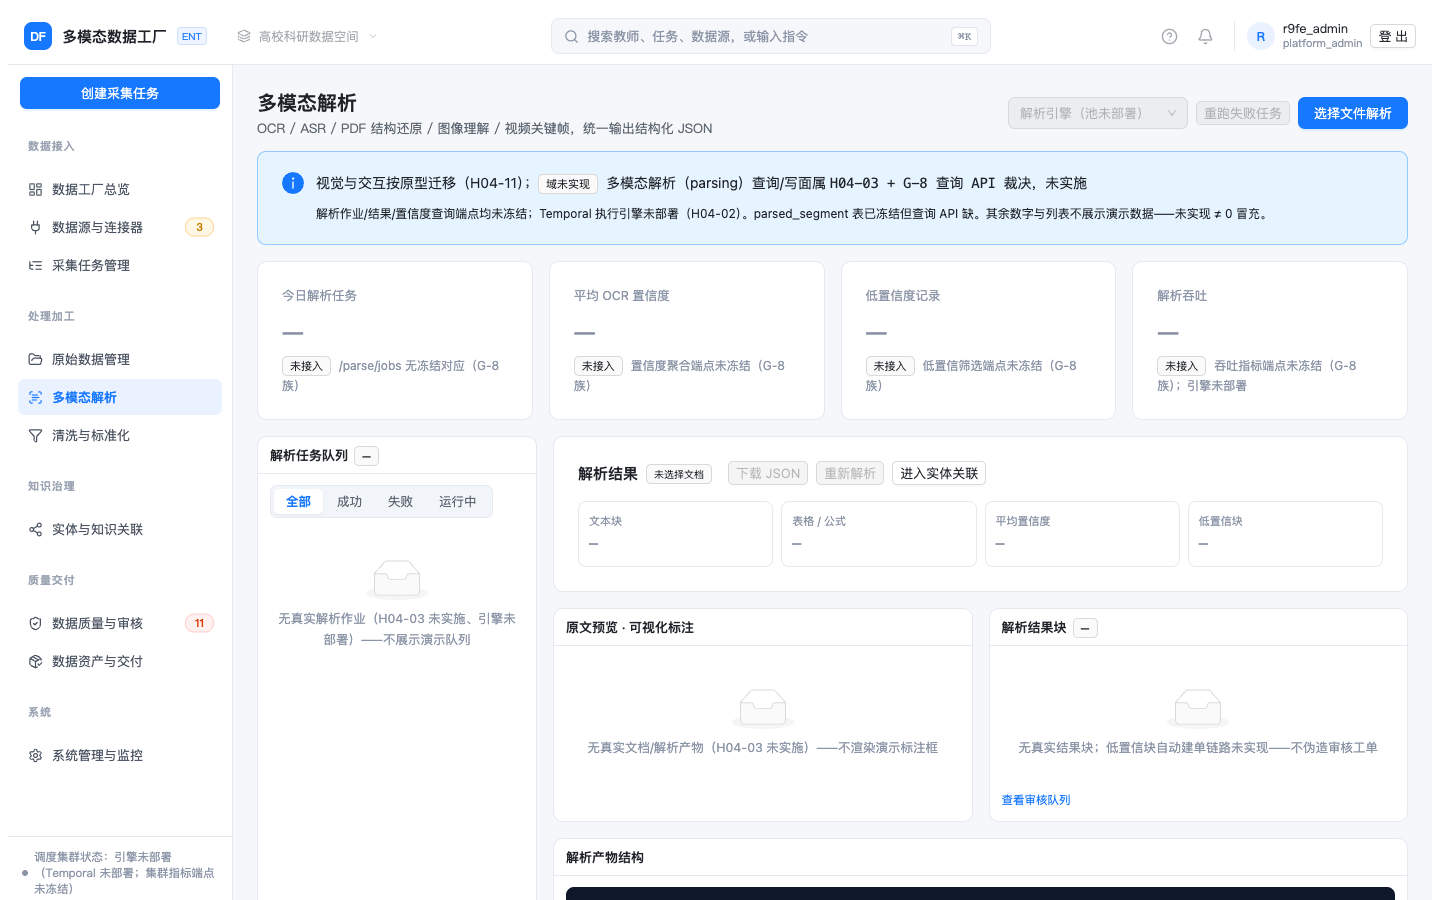 DF 多模态数据工厂 ENT 高校科研数据空间 搜索教师、任务、数据源，或输入指令 ⌘K R r9fe_admin platform_admin 登 出
创建采集任务
数据接入
数据工厂总览
数据源与连接器 3
采集任务管理
处理加工
原始数据管理
多模态解析
清洗与标准化
知识治理
实体与知识关联
质量交付
数据质量与审核 11
数据资产与交付
系统
系统管理与监控
调度集群状态：引擎未部署
（Temporal 未部署；集群指标端点
未冻结）
多模态解析
OCR / ASR / PDF 结构还原 / 图像理解 / 视频关键帧，统一输出结构化 JSON
解析引擎（池未部署） 重跑失败任务 选择文件解析
视觉与交互按原型迁移（H04-11）； 域未实现 多模态解析（parsing）查询/写面属 H04-03 + G-8 查询 API 裁决，未实施
解析作业/结果/置信度查询端点均未冻结；Temporal 执行引擎未部署（H04-02）。parsed_segment 表已冻结但查询 API 缺。其余数字与列表不展示演示数据——未实现 ≠ 0 冒充。
今日解析任务
—
未接入 /parse/jobs 无冻结对应（G-8
族）
平均 OCR 置信度
—
未接入 置信度聚合端点未冻结（G-8
族）
低置信度记录
—
未接入 低置信筛选端点未冻结（G-8
族）
解析吞吐
—
未接入 吞吐指标端点未冻结（G-8
族）；引擎未部署
解析任务队列 —
全部 成功 失败 运行中
无真实解析作业（H04-03 未实施、引擎未
部署）——不展示演示队列
解析结果 未选择文档 下载 JSON 重新解析 进入实体关联
文本块
—
表格 / 公式
—
平均置信度
—
低置信块
—
原文预览 · 可视化标注
无真实文档/解析产物（H04-03 未实施）——不渲染演示标注框
解析结果块 —
无真实结果块；低置信块自动建单链路未实现——不伪造审核工单
查看审核队列
解析产物结构